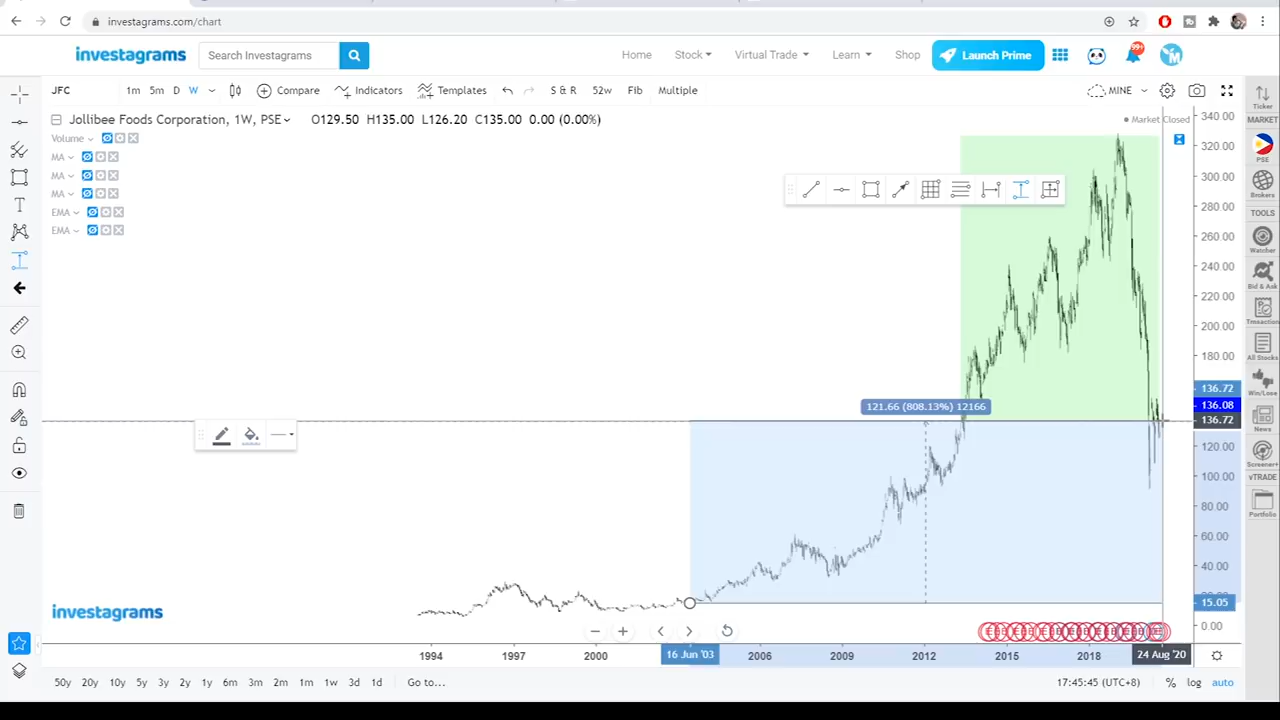 investagrams.com/chart
investagrams Search Investagrams Home Stock Virtual Trade Learn Shop Launch Prime 99+
JFC 1m 5m D W Compare Indicators Templates S & R 52w Fib Multiple MINE
Ticker
Jollibee Foods Corporation, 1W, PSE O129.50 H135.00 L126.20 C135.00 0.00 (0.00%)
Market Closed
340.00
MARKET
Volume
320.00
PSE
MA
MA
300.00
Brokers
MA
280.00
EMA
TOOLS
EMA
260.00
Watcher
240.00
Bid & Ask
220.00
200.00
Trnsaction
180.00
All Stocks
136.72
Win/Lose
121.66 (808.13%) 12166
136.08
136.72
News
120.00
Screener+
100.00
vTRADE
80.00
Portfolio
60.00
40.00
investagrams
15.05
0.00
1994 1997 2000 16 Jun '03 2006 2009 2012 2015 2018 24 Aug '20
50y 20y 10y 5y 3y 2y 1y 6m 3m 2m 1m 1w 3d 1d Go to... 17:45:45 (UTC+8) % log auto